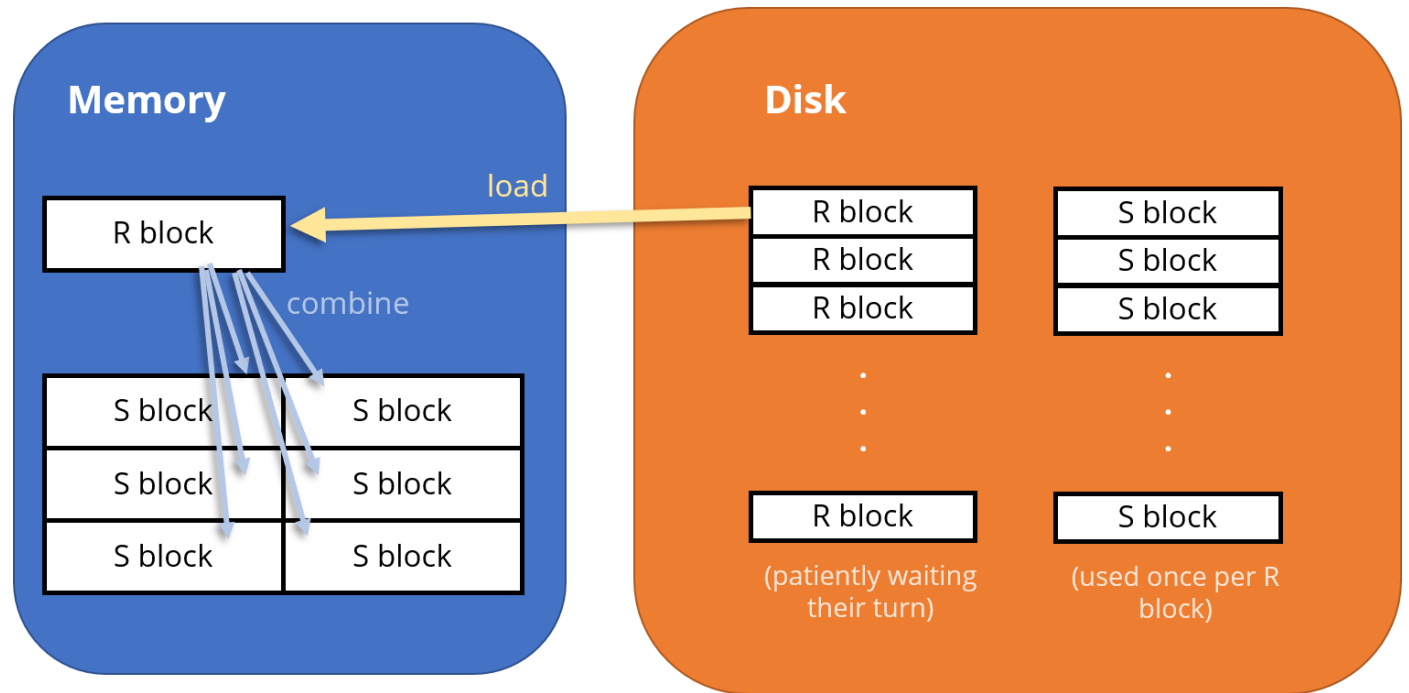 Memory
load
R block
combine
S block
S block
S block
S block
S block
S block
Disk
R block
R block
R block
.
.
.
R block
(patiently waiting
their turn)
S block
S block
S block
.
.
.
S block
(used once per R
block)